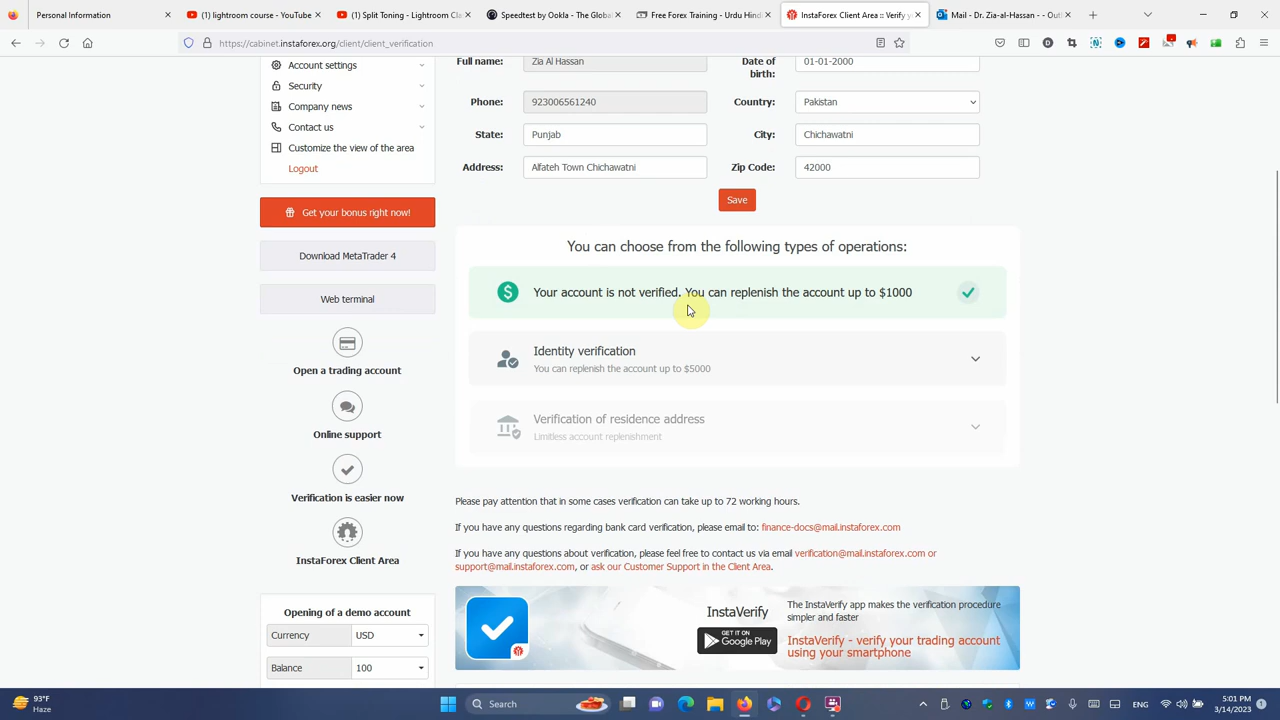 Personal Information
(1) lightroom course - YouTube
(1) Split Toning - Lightroom Cl
Speedtest by Ookla - The Globa
Free Forex Training - Urdu Hind
InstaForex Client Area :: Verify y
Mail - Dr. Zia-al-Hassan - Outl
https://cabinet.instaforex.org/client/client_verification
Account settings
Security
Company news
Contact us
Customize the view of the area
Logout
Get your bonus right now!
Download MetaTrader 4
Web terminal
Open a trading account
Online support
Verification is easier now
InstaForex Client Area
Opening of a demo account
Currency USD
Balance 100
Full name: Zia Al Hassan Date of birth: 01-01-2000
Phone: 923006561240 Country: Pakistan
State: Punjab City: Chichawatni
Address: Alfateh Town Chichawatni Zip Code: 42000
Save
You can choose from the following types of operations:
Your account is not verified. You can replenish the account up to $1000
Identity verification
You can replenish the account up to $5000
Verification of residence address
Limitless account replenishment
Please pay attention that in some cases verification can take up to 72 working hours.
If you have any questions regarding bank card verification, please email to: finance-docs@mail.instaforex.com
If you have any questions about verification, please feel free to contact us via email verification@mail.instaforex.com or
support@mail.instaforex.com, or ask our Customer Support in the Client Area.
InstaVerify
GET IT ON
Google Play
The InstaVerify app makes the verification procedure
simpler and faster
InstaVerify - verify your trading account
using your smartphone
93°F
Haze
Search
ENG
5:01 PM
3/14/2023